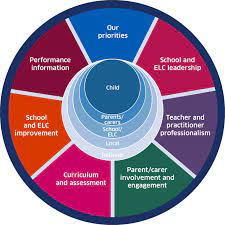 Our
priorities
School and
ELC leadership
Teacher and
practitioner
professionalism
Parent/carer
involvement and
engagement
Curriculum
and assessment
School
and ELC
improvement
Performance
information
Child
Parents/
carers
School/
ELC
Local